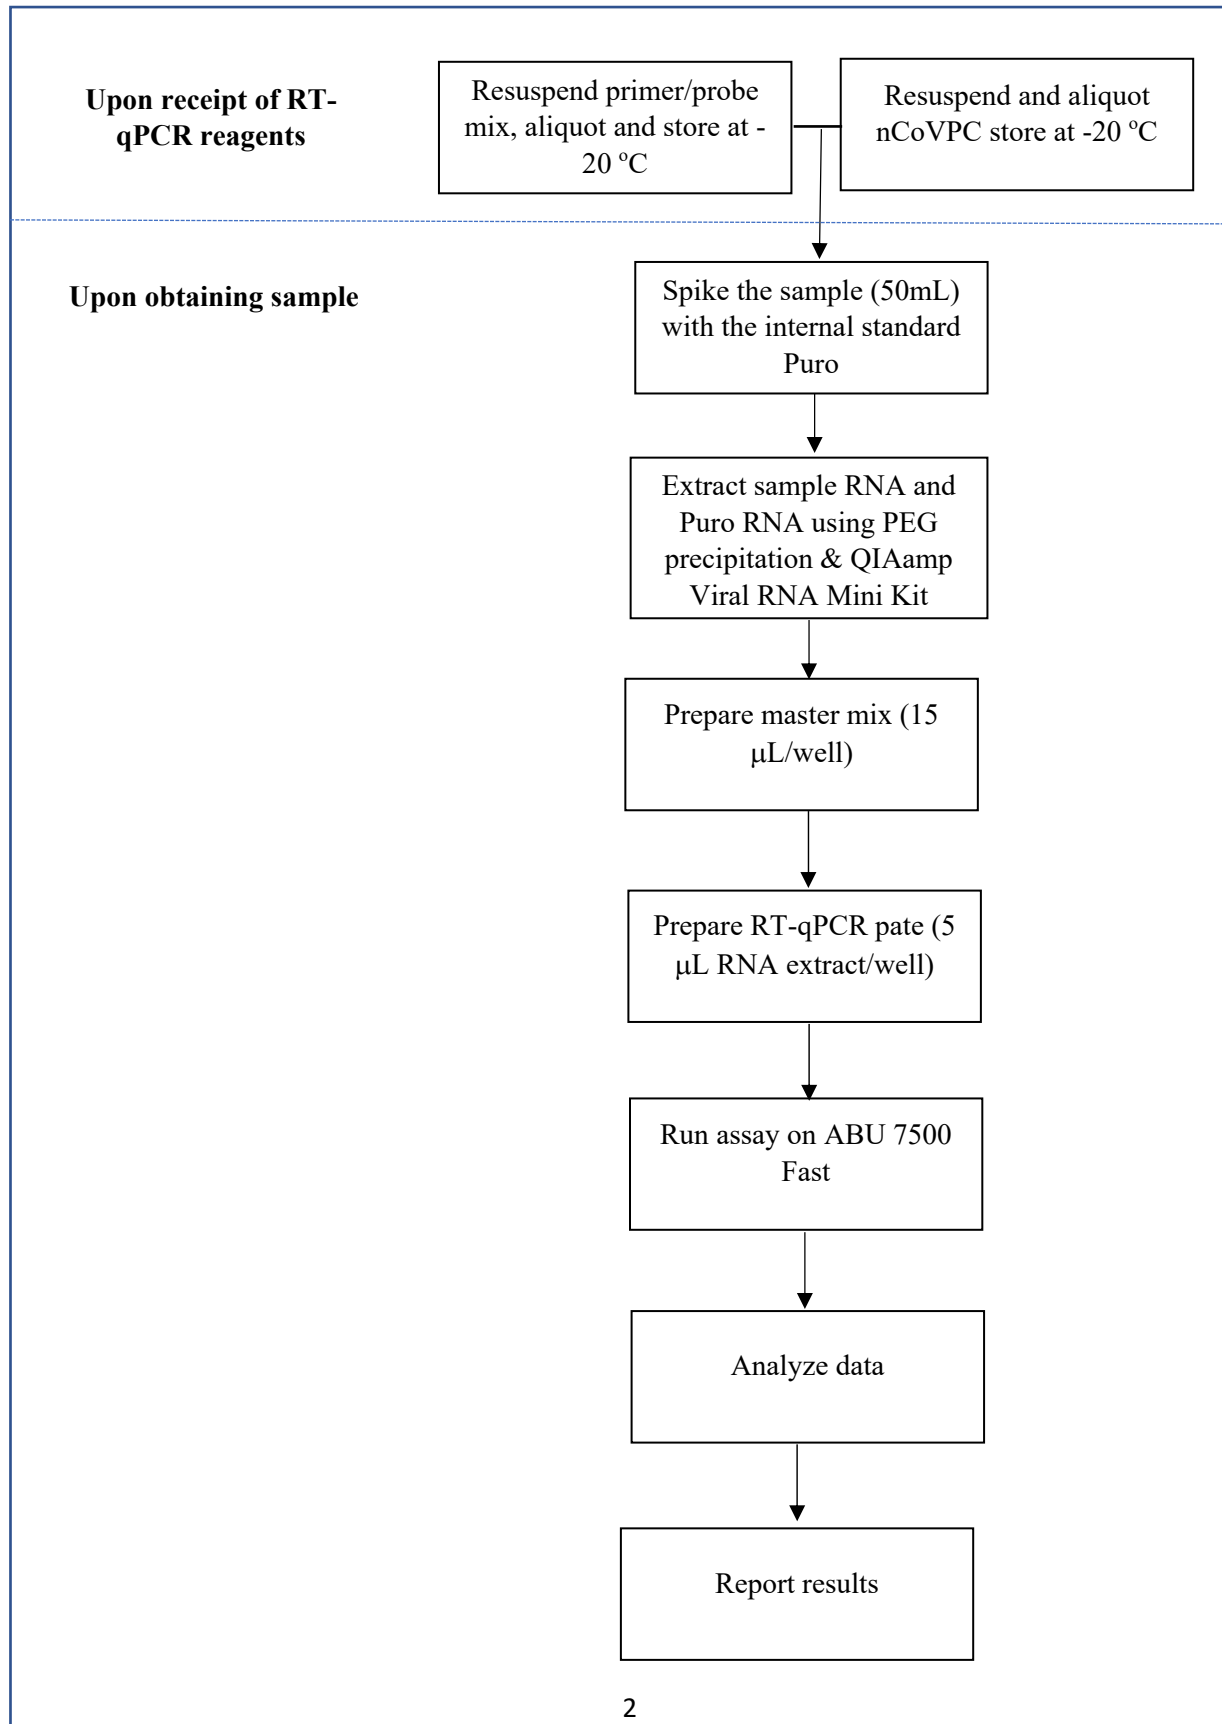 Upon receipt of RT-
qPCR reagents
Resuspend primer/probe
mix, aliquot and store at -
20 °C
Resuspend and aliquot
nCoVPC store at -20 °C
Upon obtaining sample
Spike the sample (50mL)
with the internal standard
Puro
Extract sample RNA and
Puro RNA using PEG
precipitation & QIAamp
Viral RNA Mini Kit
Prepare master mix (15
μL/well)
Prepare RT-qPCR pate (5
μL RNA extract/well)
Run assay on ABU 7500
Fast
Analyze data
Report results
2